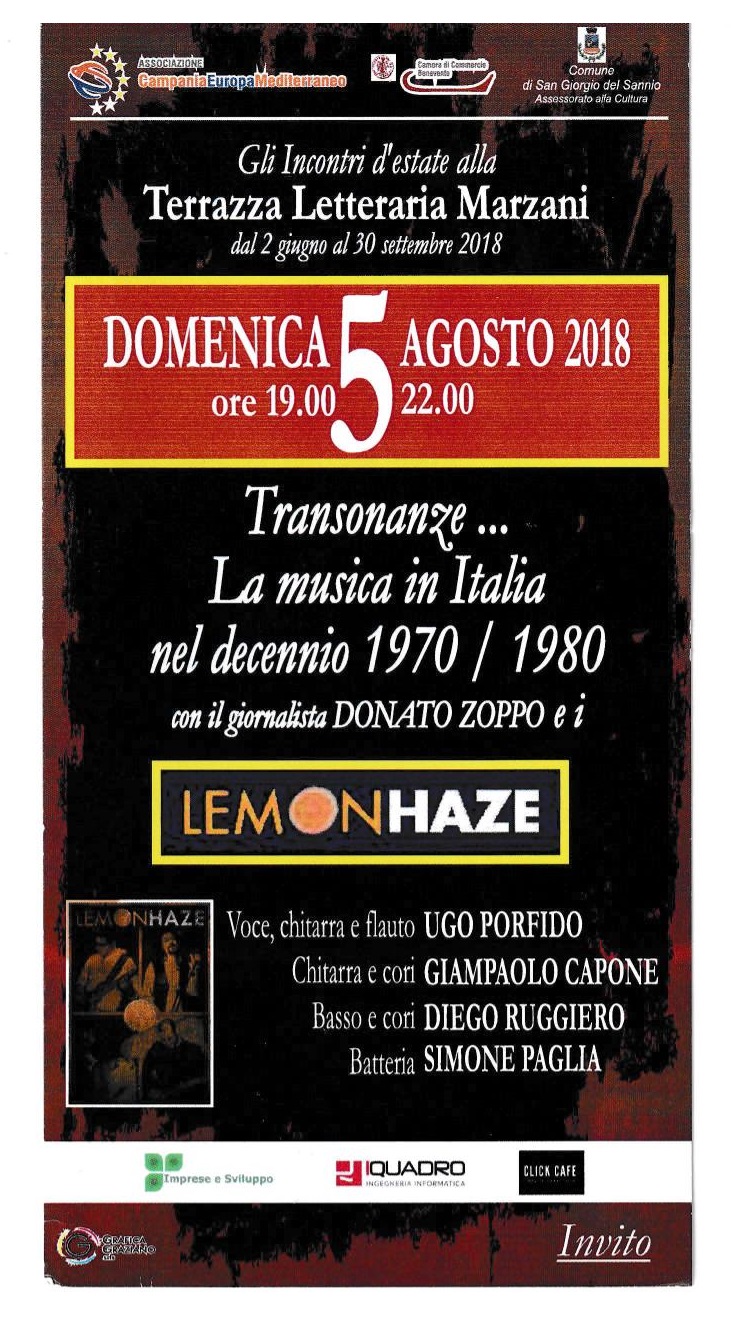 ASSOCIAZIONE
CampaniaEuropaMediterraneo
Camera di Commercio
Benevento
Comune
di San Giorgio del Sannio
Assessorato alla Cultura
Gli Incontri d'estate alla
Terrazza Letteraria Marzani
dal 2 giugno al 30 settembre 2018
DOMENICA 5 AGOSTO 2018
ore 19.00 22.00
Transonanze ...
La musica in Italia
nel decennio 1970 / 1980
con il giornalista DONATO ZOPPO e i
LEMONHAZE
LEMONHAZE
Voce, chitarra e flauto UGO PORFIDO
Chitarra e cori GIAMPAOLO CAPONE
Basso e cori DIEGO RUGGIERO
Batteria SIMONE PAGLIA
Imprese e Sviluppo
IQUADRO
INGEGNERIA INFORMATICA
CLICK CAFE
GRAFICA
GRAZIANO
Invito